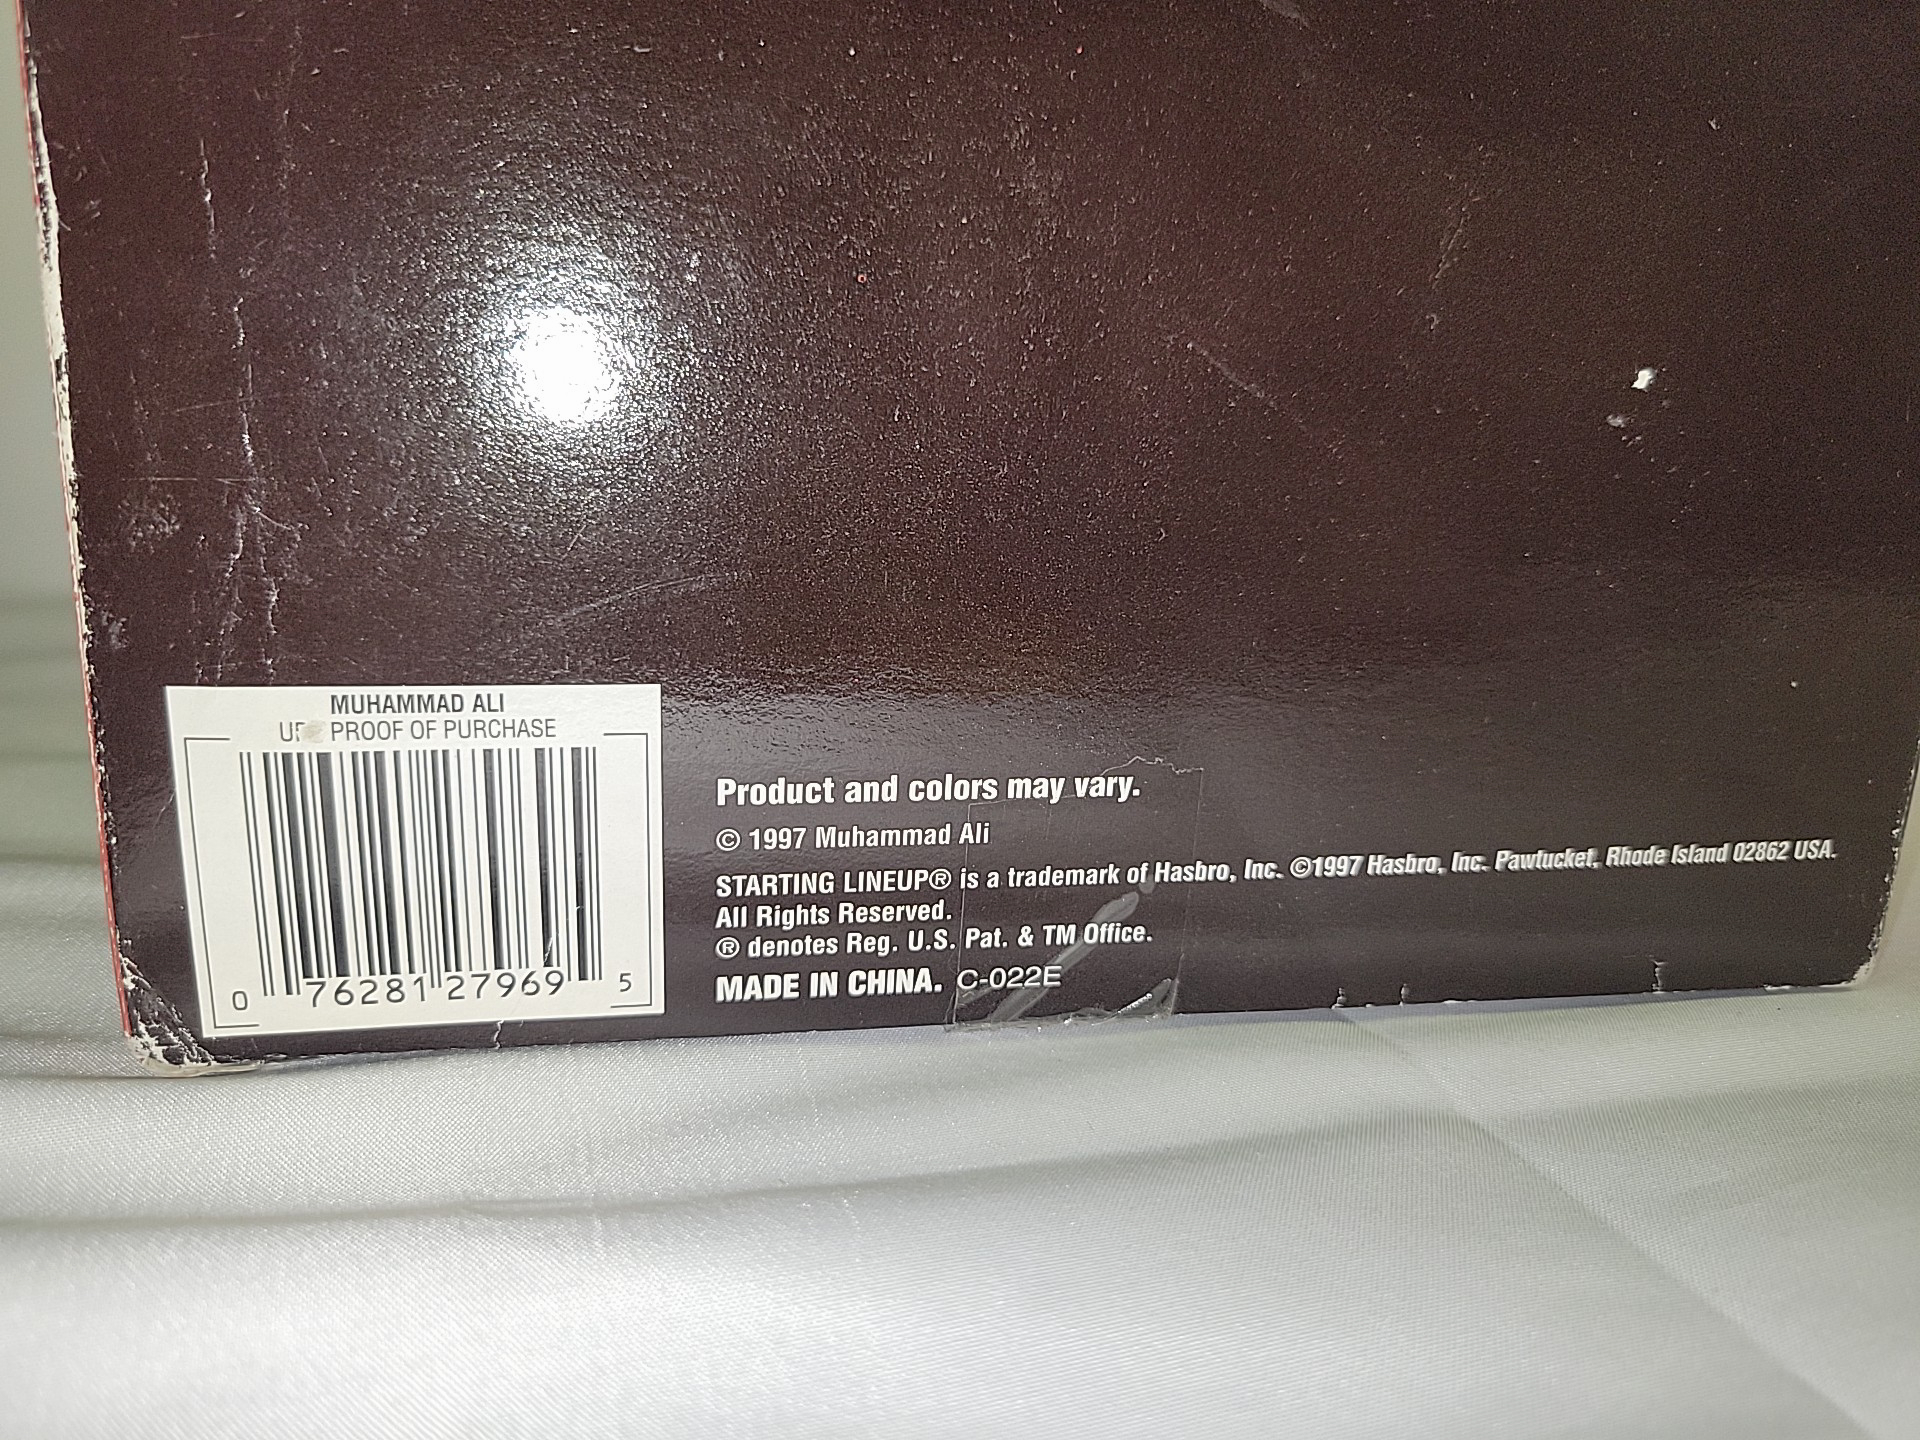 MUHAMMAD ALI
PROOF OF PURCHASE
0 76281 27969 5
Product and colors may vary.
© 1997 Muhammad Ali
STARTING LINEUP® is a trademark of Hasbro, Inc. ©1997 Hasbro, Inc. Pawtucket, Rhode Island 02862 USA.
All Rights Reserved.
® denotes Reg. U.S. Pat. & TM Office.
MADE IN CHINA. C-022E